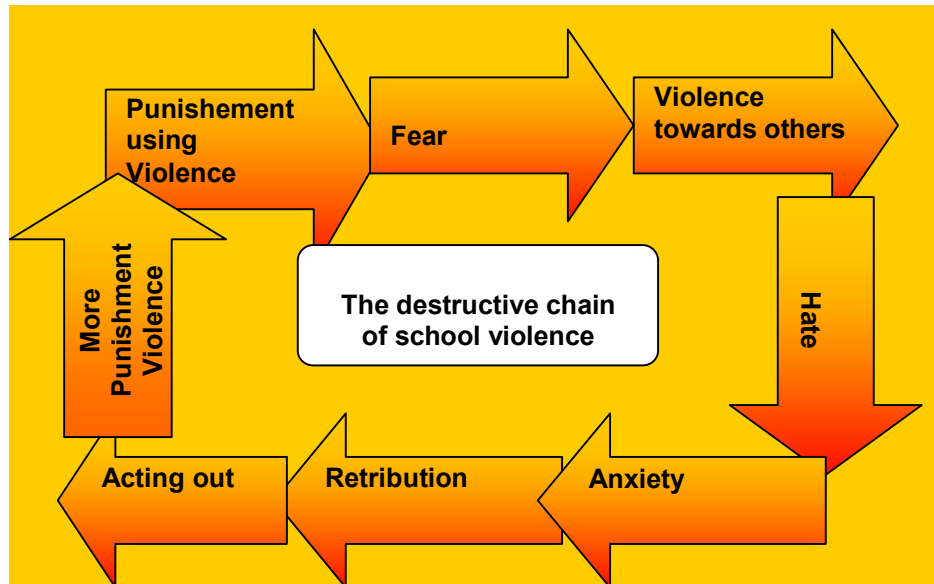 Punishement
using
Violence
Fear
Violence
towards others
Hate
Anxiety
Retribution
Acting out
More
Punishment
Violence
The destructive chain
of school violence